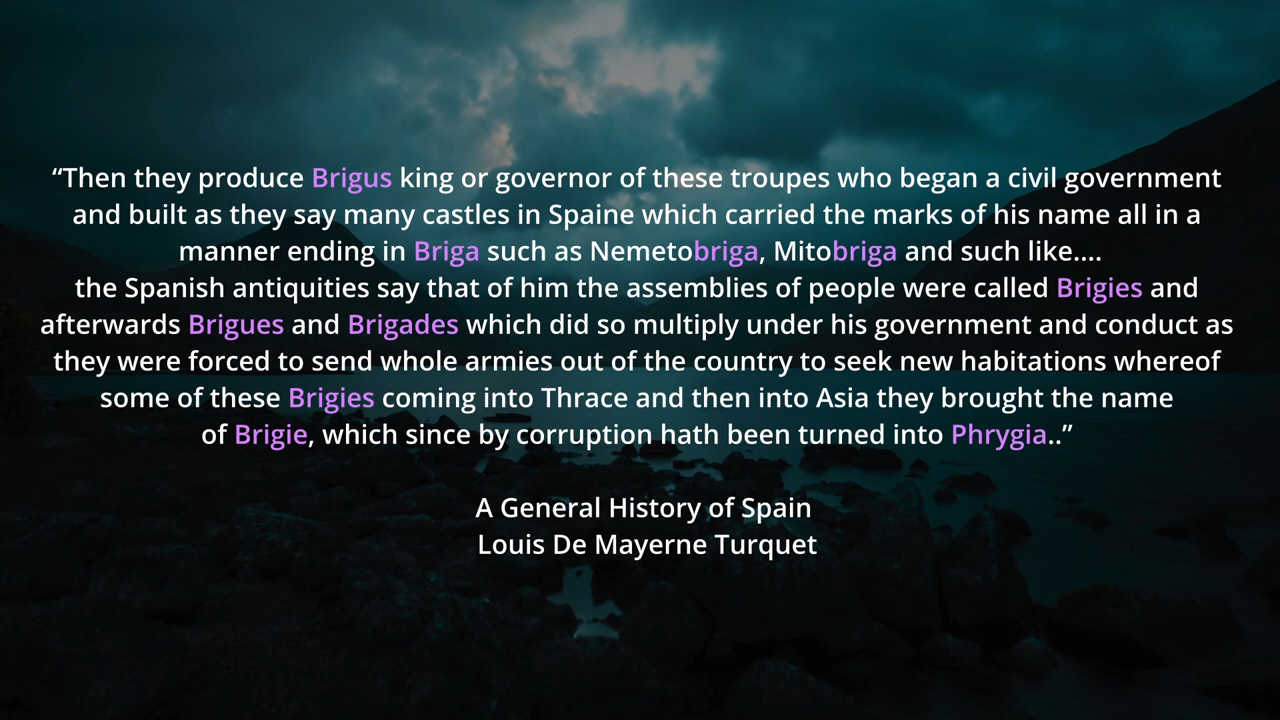 “Then they produce Brigus king or governor of these troupes who began a civil government
and built as they say many castles in Spaine which carried the marks of his name all in a
manner ending in Briga such as Nemetobriga, Mitobriga and such like....
the Spanish antiquities say that of him the assemblies of people were called Brigies and
afterwards Brigues and Brigades which did so multiply under his government and conduct as
they were forced to send whole armies out of the country to seek new habitations whereof
some of these Brigies coming into Thrace and then into Asia they brought the name
of Brigie, which since by corruption hath been turned into Phrygia..”
A General History of Spain
Louis De Mayerne Turquet